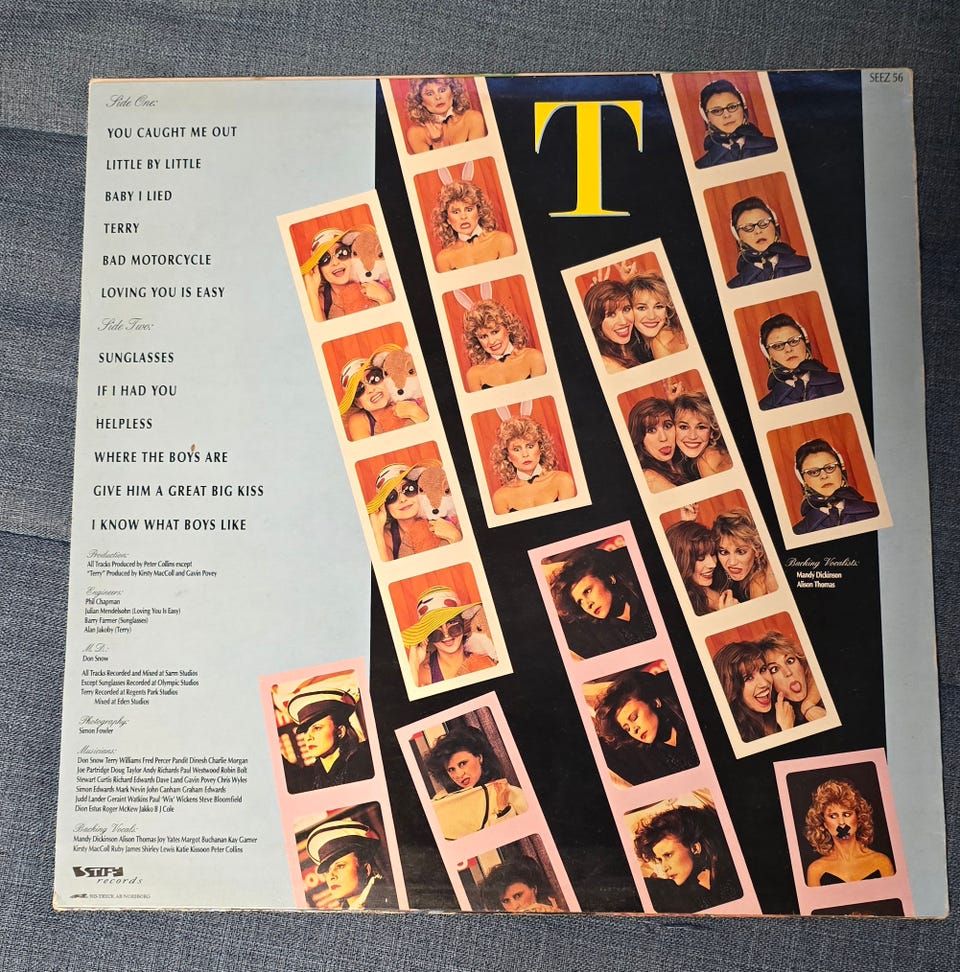 SEEZ 56
T
Side One:
YOU CAUGHT ME OUT
LITTLE BY LITTLE
BABY I LIED
TERRY
BAD MOTORCYCLE
LOVING YOU IS EASY
Side Two:
SUNGLASSES
IF I HAD YOU
HELPLESS
WHERE THE BOYS ARE
GIVE HIM A GREAT BIG KISS
I KNOW WHAT BOYS LIKE
Production:
All Tracks Produced by Peter Collins except
"Terry" Produced by Kirsty MacColl and Gavin Povey
Engineers:
Phil Chapman
Julian Mendelsohn (Loving You Is Easy)
Barry Farmer (Sunglasses)
Alan Jakoby (Terry)
M.D.:
Don Snow
All Tracks Recorded and Mixed at Sarm Studios
Except Sunglasses Recorded at Olympic Studios
Terry Recorded at Regents Park Studios
Mixed at Eden Studios
Photography:
Simon Fowler
Musicians:
Don Snow Terry Williams Fred Percer Pandit Dinesh Charlie Morgan
Joe Partridge Doug Taylor Andy Richards Paul Westwood Robin Bolt
Stewart Curtis Richard Edwards Dave Land Gavin Povey Chris Wyles
Simon Edwards Mark Nevin John Canham Graham Edwards
Judd Lander Geraint Watkins Paul 'Wix' Wickens Steve Bloomfield
Dion Estus Roger McKew Jakko B J Cole
Backing Vocals:
Mandy Dickinson Alison Thomas Joy Yates Margot Buchanan Kay Garner
Kirsty MacColl Ruby James Shirley Lewis Katie Kissoon Peter Collins
STIFF
records
ND-TRYCK AB NORSBORG
Backing Vocalists:
Mandy Dickinson
Alison Thomas